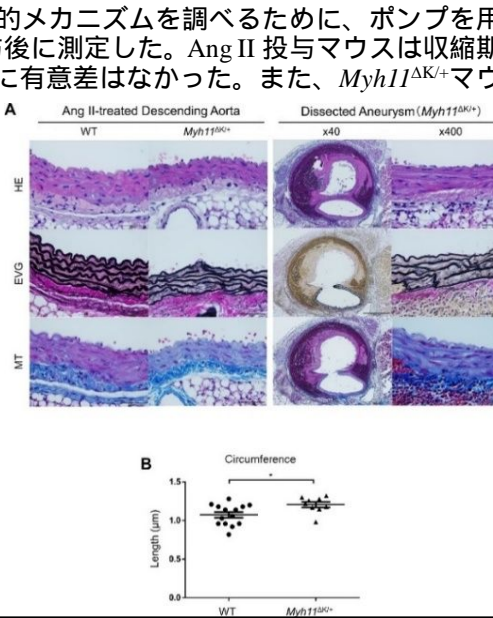 的メカニズムを調べるために、ポンプを用
後に測定した。Ang II 投与マウスは収縮期
に有意差はなかった。また、Myh11ΔK/+マウ
A
Ang II-treated Descending Aorta
Dissected Aneurysm (Myh11ΔK/+)
WT
Myh11ΔK/+
x40
x400
HE
EVG
MT
B
Circumference
*
Length (μm)
1.5
1.0
0.5
0.0
WT
Myh11ΔK/+